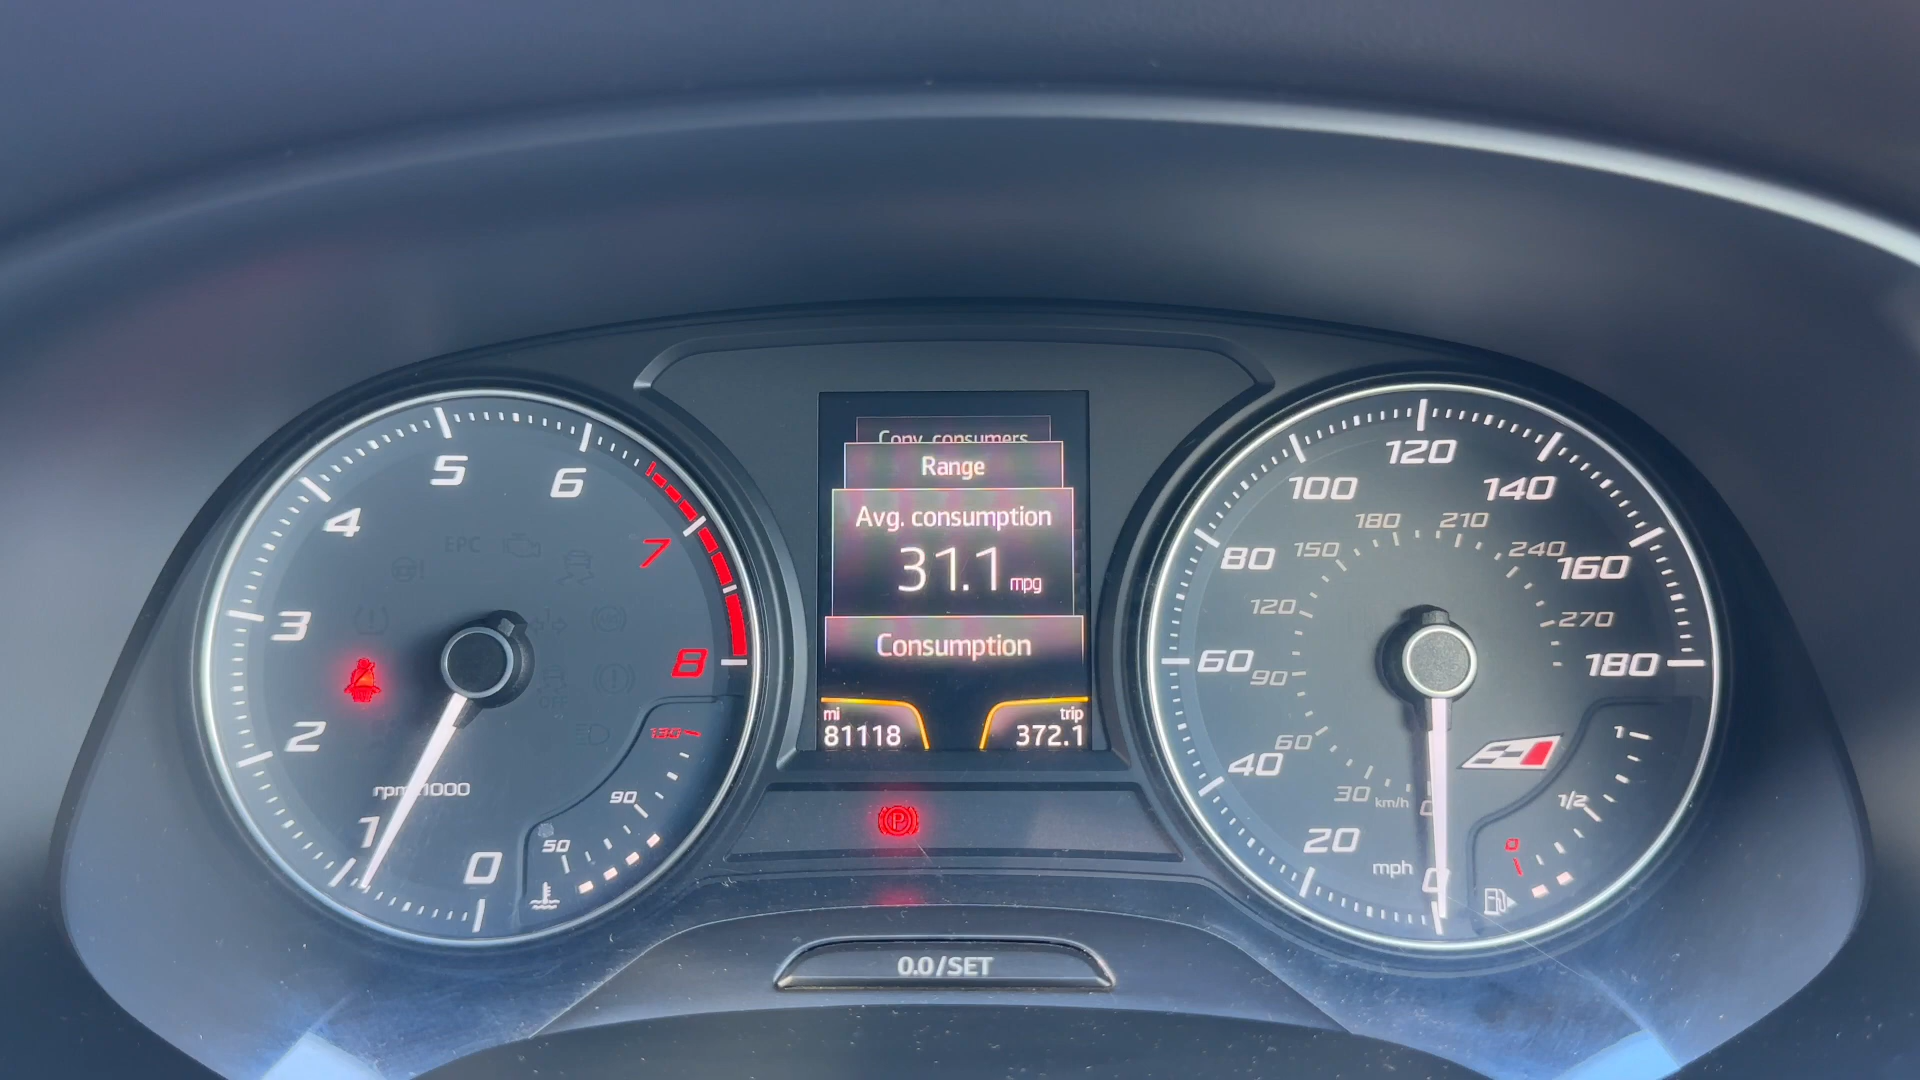 Conv. consumers
Range
Avg. consumption
31.1 mpg
Consumption
mi
81118
trip
372.1
0
1
2
3
4
5
6
7
8
rpm x1000
EPC
OFF
50
90
130
0
20
40
60
80
100
120
140
160
180
mph
0
30
60
90
120
150
180
210
240
270
km/h
0
1/2
1
P
0.0/SET